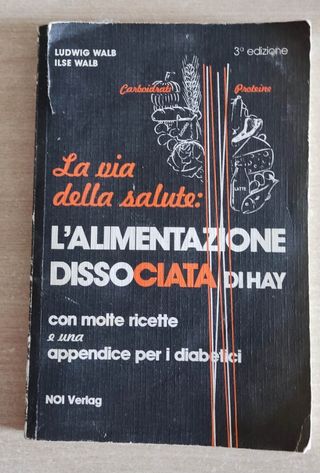 LUDWIG WALB
ILSE WALB
3ª edizione
Carboidrati
Proteine
LATTE
La via
della salute:
L'ALIMENTAZIONE
DISSOCIATA DI HAY
con molte ricette
e una
appendice per i diabetici
NOI Verlag